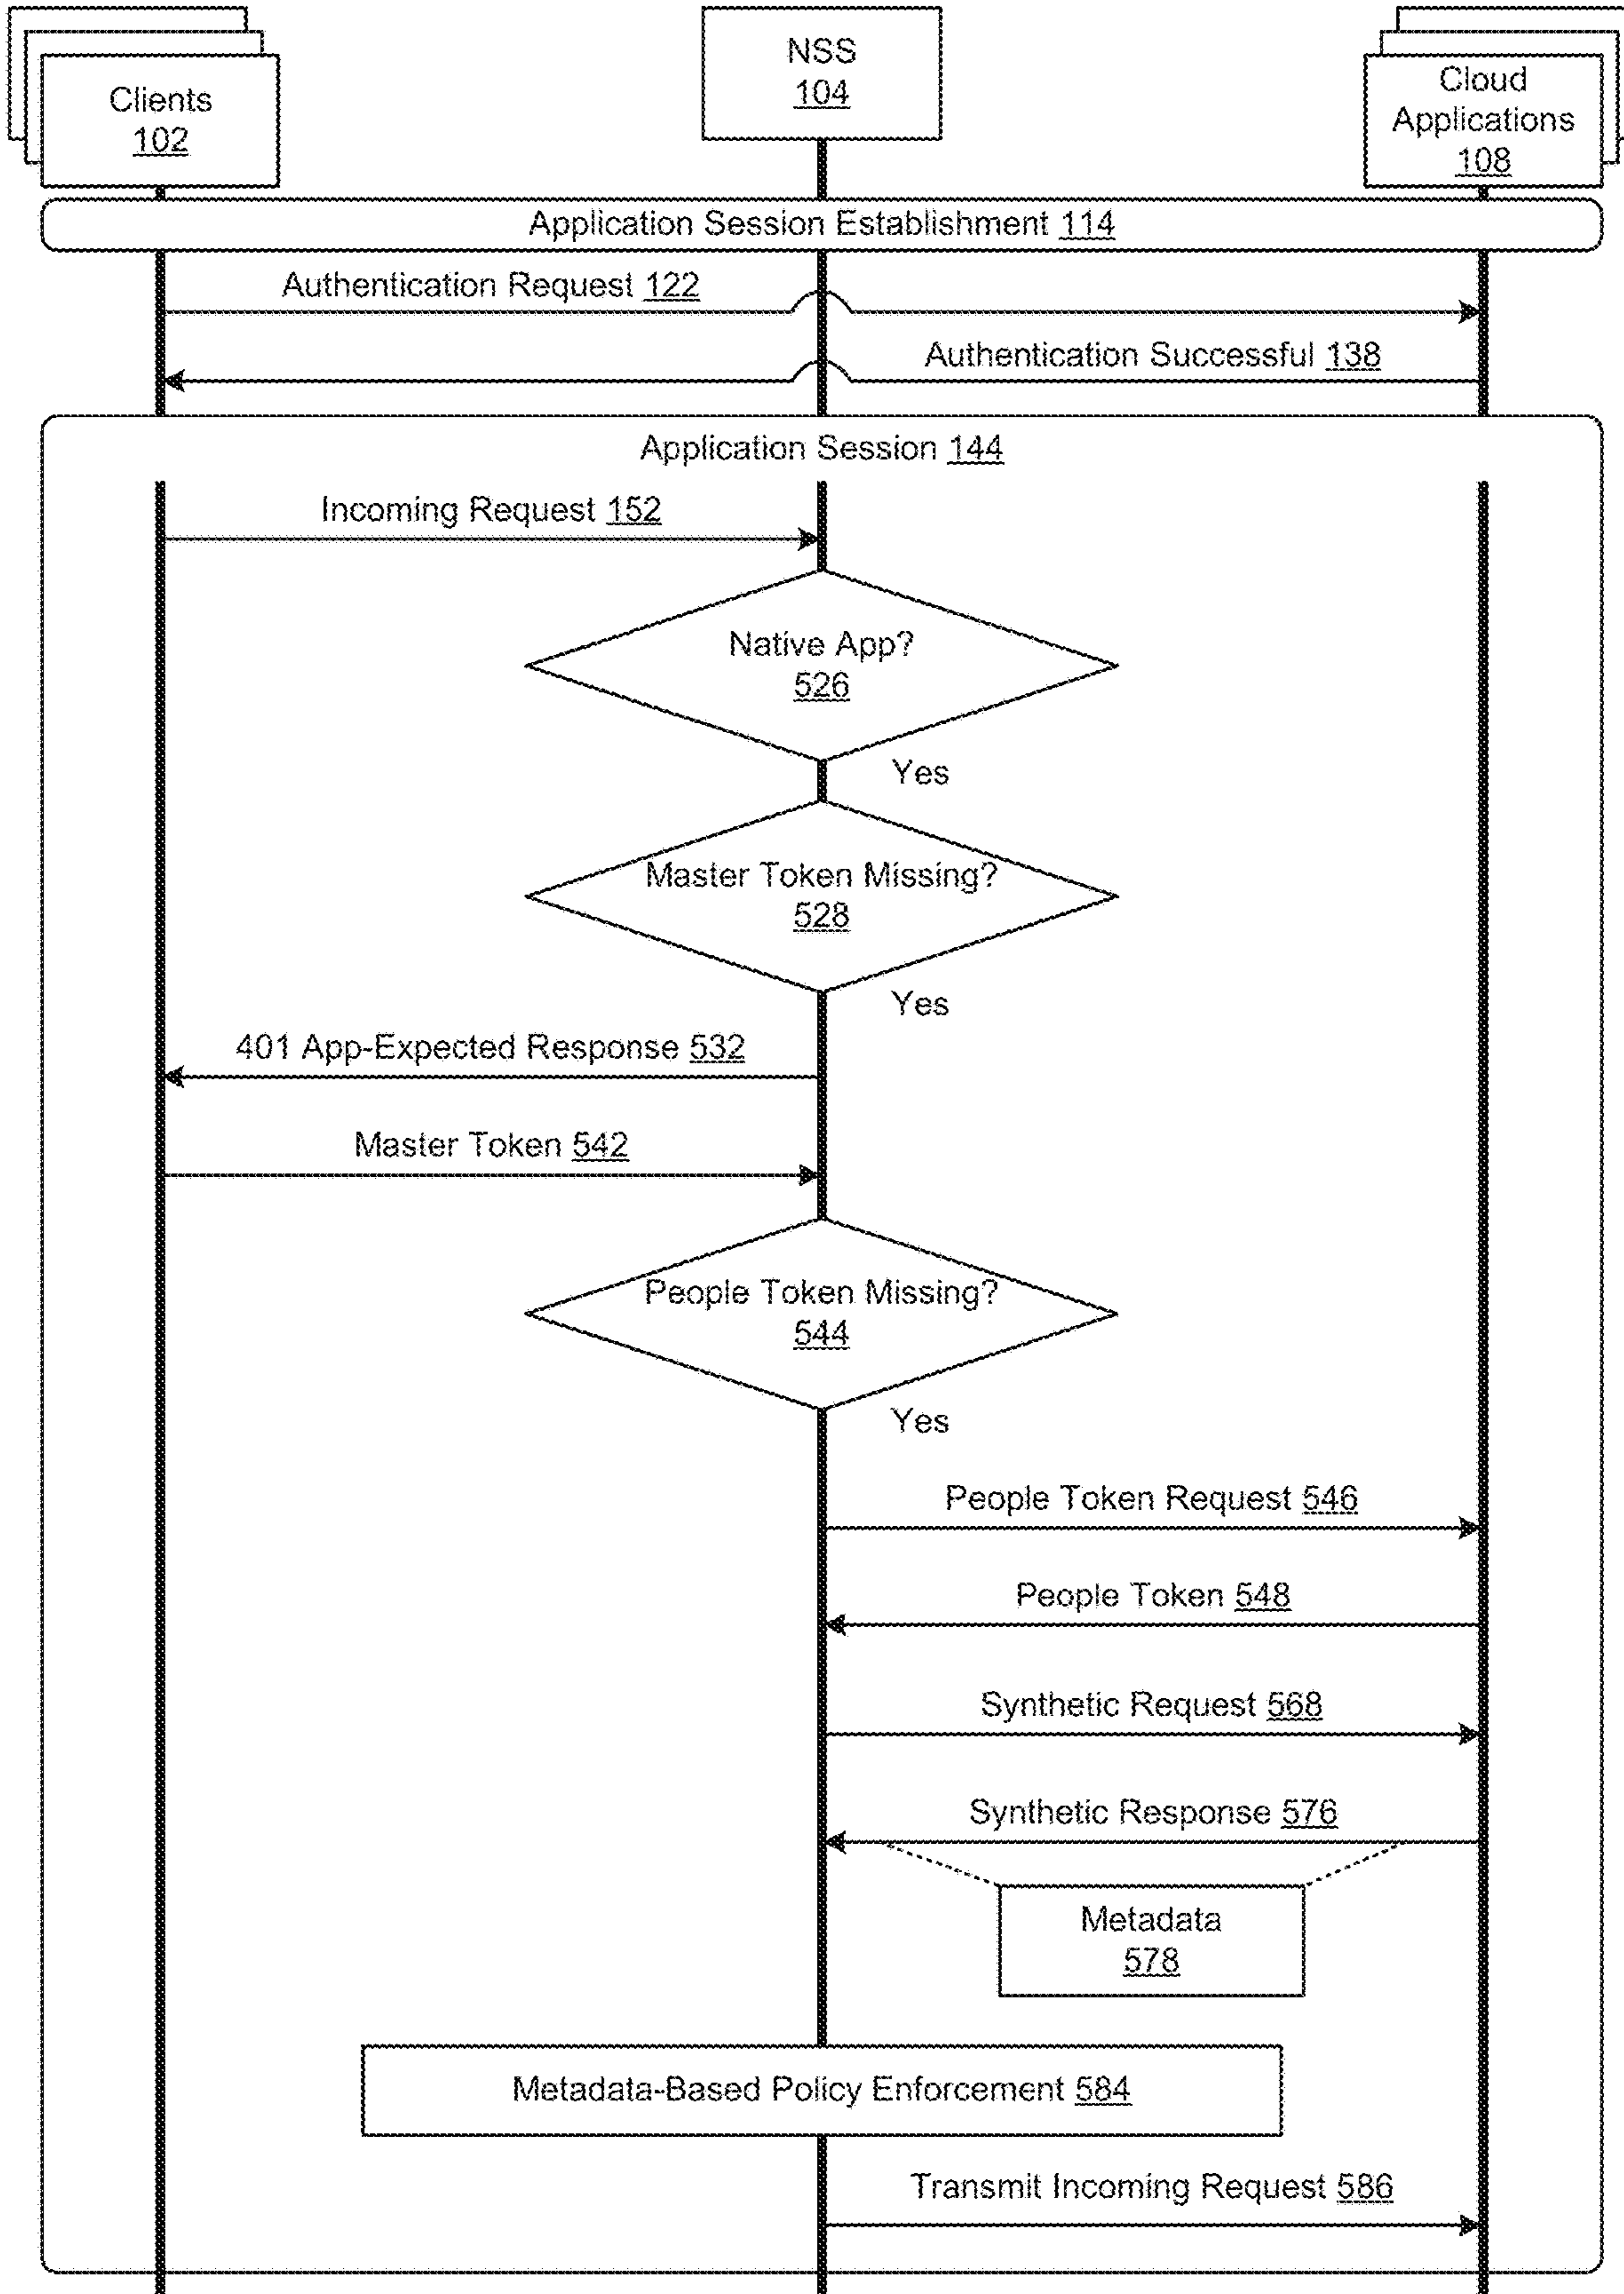 Clients
102
NSS
104
Cloud
Applications
108
Application Session Establishment 114
Authentication Request 122
Authentication Successful 138
Application Session 144
Incoming Request 152
Native App?
526
Yes
Master Token Missing?
528
Yes
401 App-Expected Response 532
Master Token 542
People Token Missing?
544
Yes
People Token Request 546
People Token 548
Synthetic Request 568
Synthetic Response 576
Metadata
578
Metadata-Based Policy Enforcement 584
Transmit Incoming Request 586